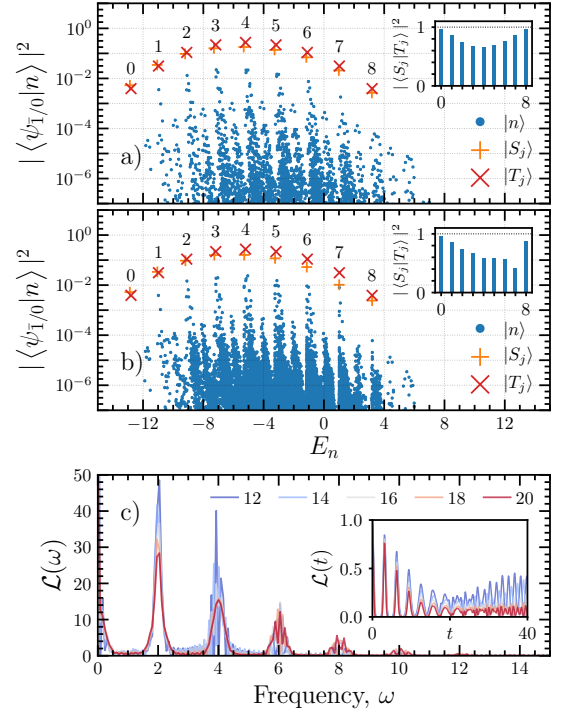 10⁰
10⁻²
10⁻⁴
10⁻⁶
|⟨ψ_{1̄/0}|n⟩|²
0 1 2 3 4 5 6 7 8
a)
|⟨S_j|T_j⟩|²
1
0
0 8
|n⟩
|S_j⟩
|T_j⟩
10⁰
10⁻²
10⁻⁴
10⁻⁶
|⟨ψ_{1̄/0}|n⟩|²
0 1 2 3 4 5 6 7 8
b)
|⟨S_j|T_j⟩|²
1
0
0 8
|n⟩
|S_j⟩
|T_j⟩
−12 −8 −4 0 4 8 12
E_n
50
40
30
20
10
0
ℒ(ω)
c)
12 14 16 18 20
1.0
0.5
0.0
ℒ(t)
0 t 40
0 2 4 6 8 10 12 14
Frequency, ω